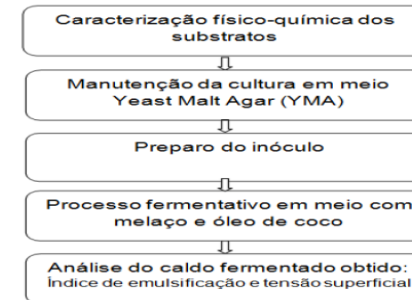 Caracterização físico-química dos
substratos
Manutenção da cultura em meio
Yeast Malt Agar (YMA)
Preparo do inóculo
Processo fermentativo em meio com
melaço e óleo de coco
Análise do caldo fermentado obtido:
Índice de emulsificação e tensão superficial